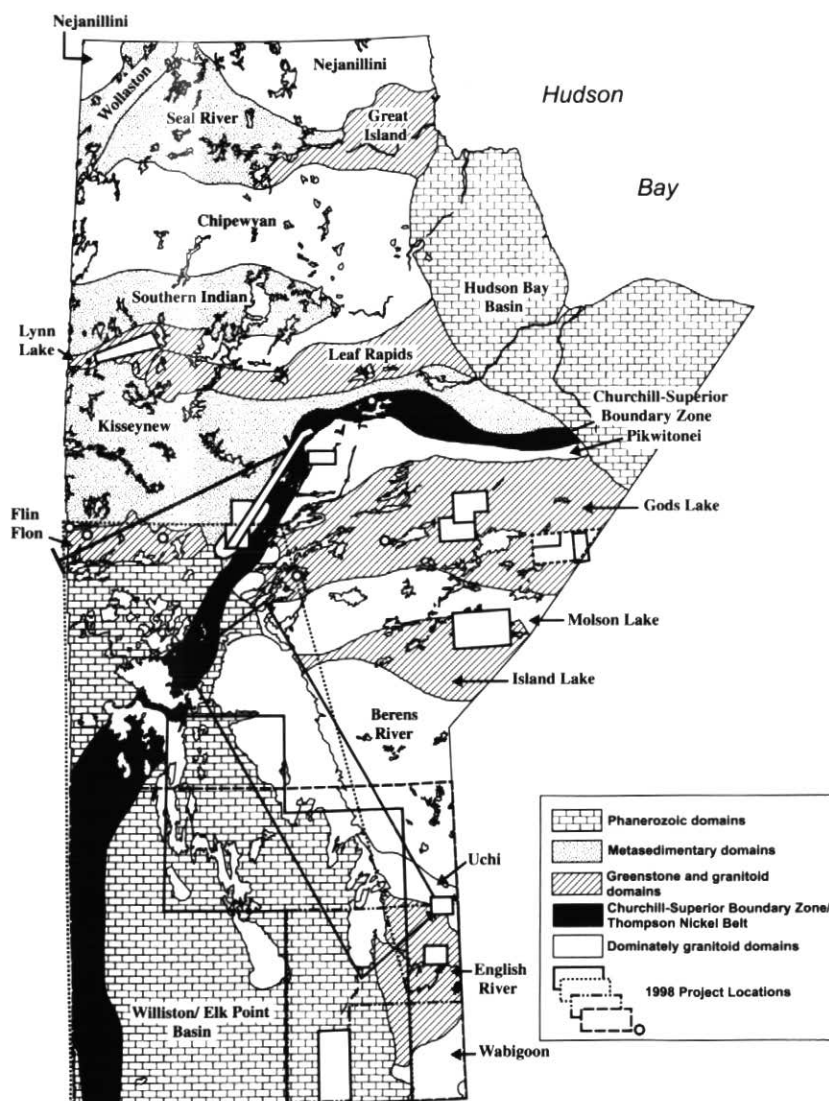 Nejanillini
Nejanillini
Hudson
Wollaston
Seal River
Great
Island
Bay
Chipewyan
Southern Indian
Hudson Bay
Basin
Lynn
Lake
Leaf Rapids
Churchill-Superior
Boundary Zone
Kisseynew
Pikwitonei
Flin
Flon
Gods Lake
Molson Lake
Island Lake
Berens
River
Uchi
English
River
Williston/ Elk Point
Basin
Wabigoon
Phanerozoic domains
Metasedimentary domains
Greenstone and granitoid
domains
Churchill-Superior Boundary Zone/
Thompson Nickel Belt
Dominately granitoid domains
1998 Project Locations